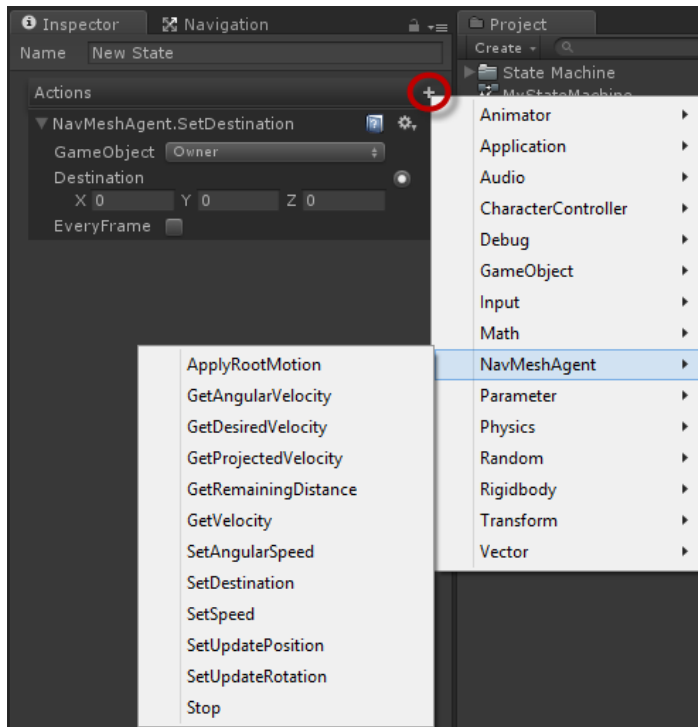 Inspector Navigation Project
Name New State Create
State Machine
Actions + MyStateMachine
NavMeshAgent.SetDestination
GameObject Owner
Destination
X 0 Y 0 Z 0
EveryFrame
Animator
Application
Audio
CharacterController
Debug
GameObject
Input
Math
NavMeshAgent
Parameter
Physics
Random
Rigidbody
Transform
Vector
ApplyRootMotion
GetAngularVelocity
GetDesiredVelocity
GetProjectedVelocity
GetRemainingDistance
GetVelocity
SetAngularSpeed
SetDestination
SetSpeed
SetUpdatePosition
SetUpdateRotation
Stop